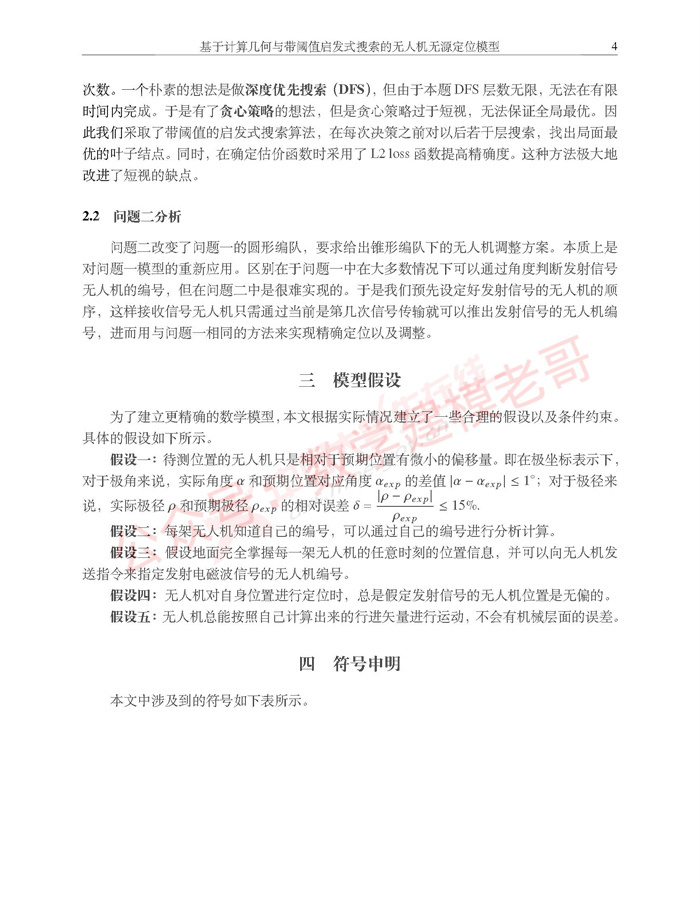 基于计算几何与带阈值启发式搜索的无人机无源定位模型 4
次数。一个朴素的想法是做深度优先搜索（DFS），但由于本题 DFS 层数无限，无法在有限
时间内完成。于是有了贪心策略的想法，但是贪心策略过于短视，无法保证全局最优。因
此我们采取了带阈值的启发式搜索算法，在每次决策之前对以后若干层搜索，找出局面最
优的叶子结点。同时，在确定估价函数时采用了 L2 loss 函数提高精确度。这种方法极大地
改进了短视的缺点。
2.2 问题二分析
问题二改变了问题一的圆形编队，要求给出锥形编队下的无人机调整方案。本质上是
对问题一模型的重新应用。区别在于问题一中在大多数情况下可以通过角度判断发射信号
无人机的编号，但在问题二中是很难实现的。于是我们预先设定好发射信号的无人机的顺
序，这样接收信号无人机只需通过当前是第几次信号传输就可以推出发射信号的无人机编
号，进而用与问题一相同的方法来实现精确定位以及调整。
三 模型假设
为了建立更精确的数学模型，本文根据实际情况建立了一些合理的假设以及条件约束。
具体的假设如下所示。
假设一：待测位置的无人机只是相对于预期位置有微小的偏移量。即在极坐标表示下，
对于极角来说，实际角度 α 和预期位置对应角度 α_exp 的差值 |α − α_exp| ≤ 1°；对于极径来
说，实际极径 ρ 和预期极径 ρ_exp 的相对误差 δ = |ρ − ρ_exp| / ρ_exp ≤ 15%.
假设二：每架无人机知道自己的编号，可以通过自己的编号进行分析计算。
假设三：假设地面完全掌握每一架无人机的任意时刻的位置信息，并可以向无人机发
送指令来指定发射电磁波信号的无人机编号。
假设四：无人机对自身位置进行定位时，总是假定发射信号的无人机位置是无偏的。
假设五：无人机总能按照自己计算出来的行进矢量进行运动，不会有机械层面的误差。
四 符号申明
本文中涉及到的符号如下表所示。